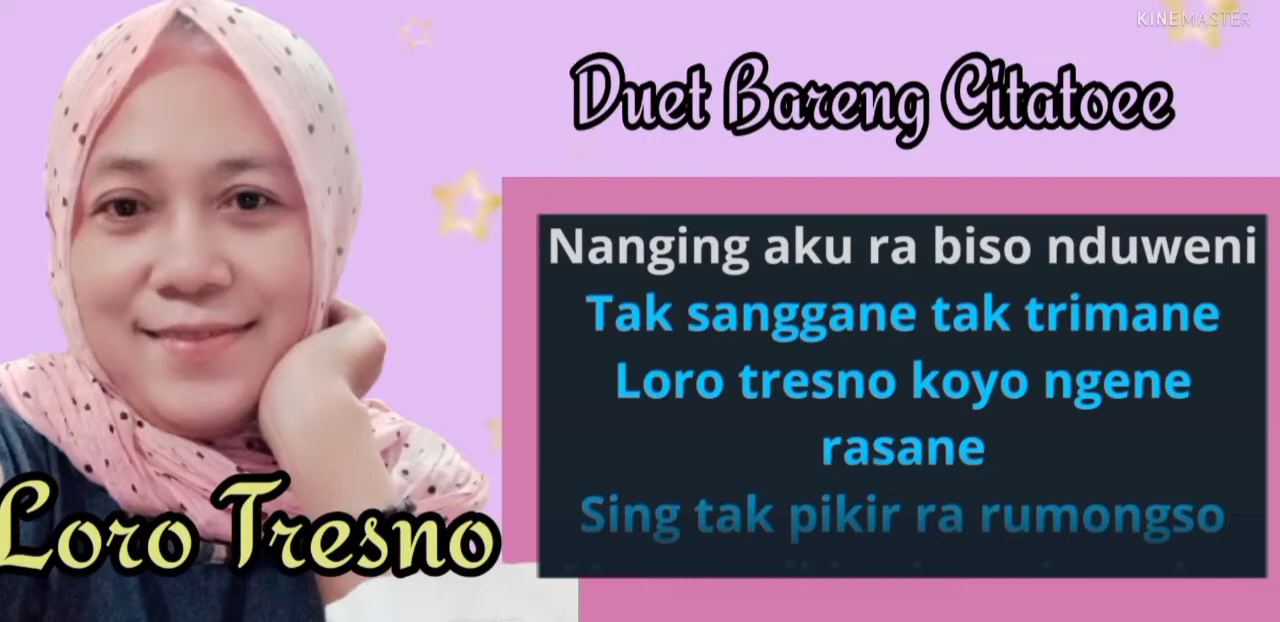 KINEMASTER
Duet Bareng Citatoee
Nanging aku ra biso nduweni
Tak sanggane tak trimane
Loro tresno koyo ngene
rasane
Sing tak pikir ra rumongso
Loro Tresno